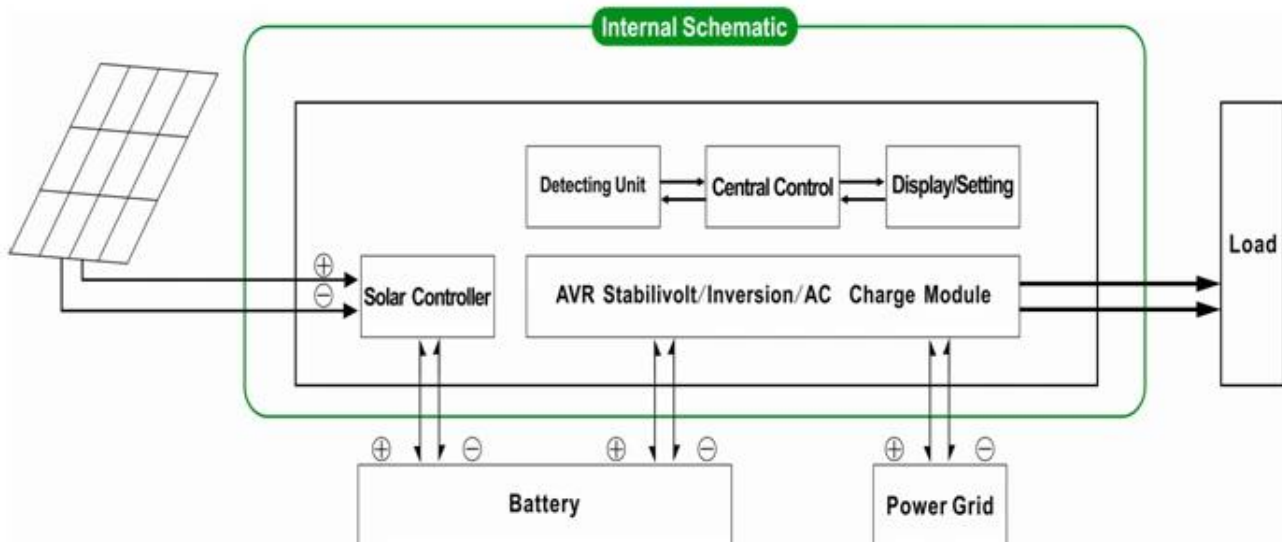 Internal Schematic
Detecting Unit
Central Control
Display/Setting
Load
⊕
⊖
Solar Controller
AVR Stabilivolt/Inversion/AC Charge Module
⊕ ⊖ ⊕ ⊖ ⊕ ⊖
Battery
Power Grid